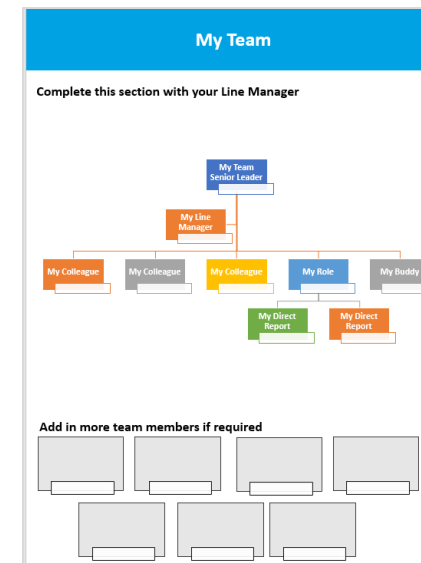 My Team
Complete this section with your Line Manager
My Team
Senior Leader
My Line
Manager
My Colleague
My Colleague
My Colleague
My Role
My Buddy
My Direct
Report
My Direct
Report
Add in more team members if required